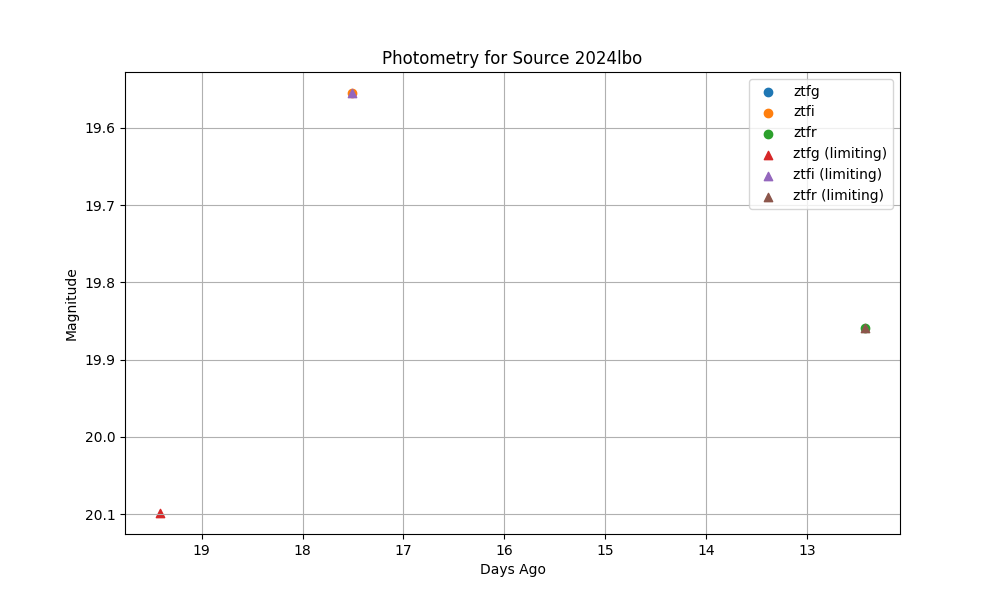 Photometry for Source 2024lbo
ztfg
ztfi
ztfr
ztfg (limiting)
ztfi (limiting)
ztfr (limiting)
Magnitude
19.6
19.7
19.8
19.9
20.0
20.1
19
18
17
16
15
14
13
Days Ago